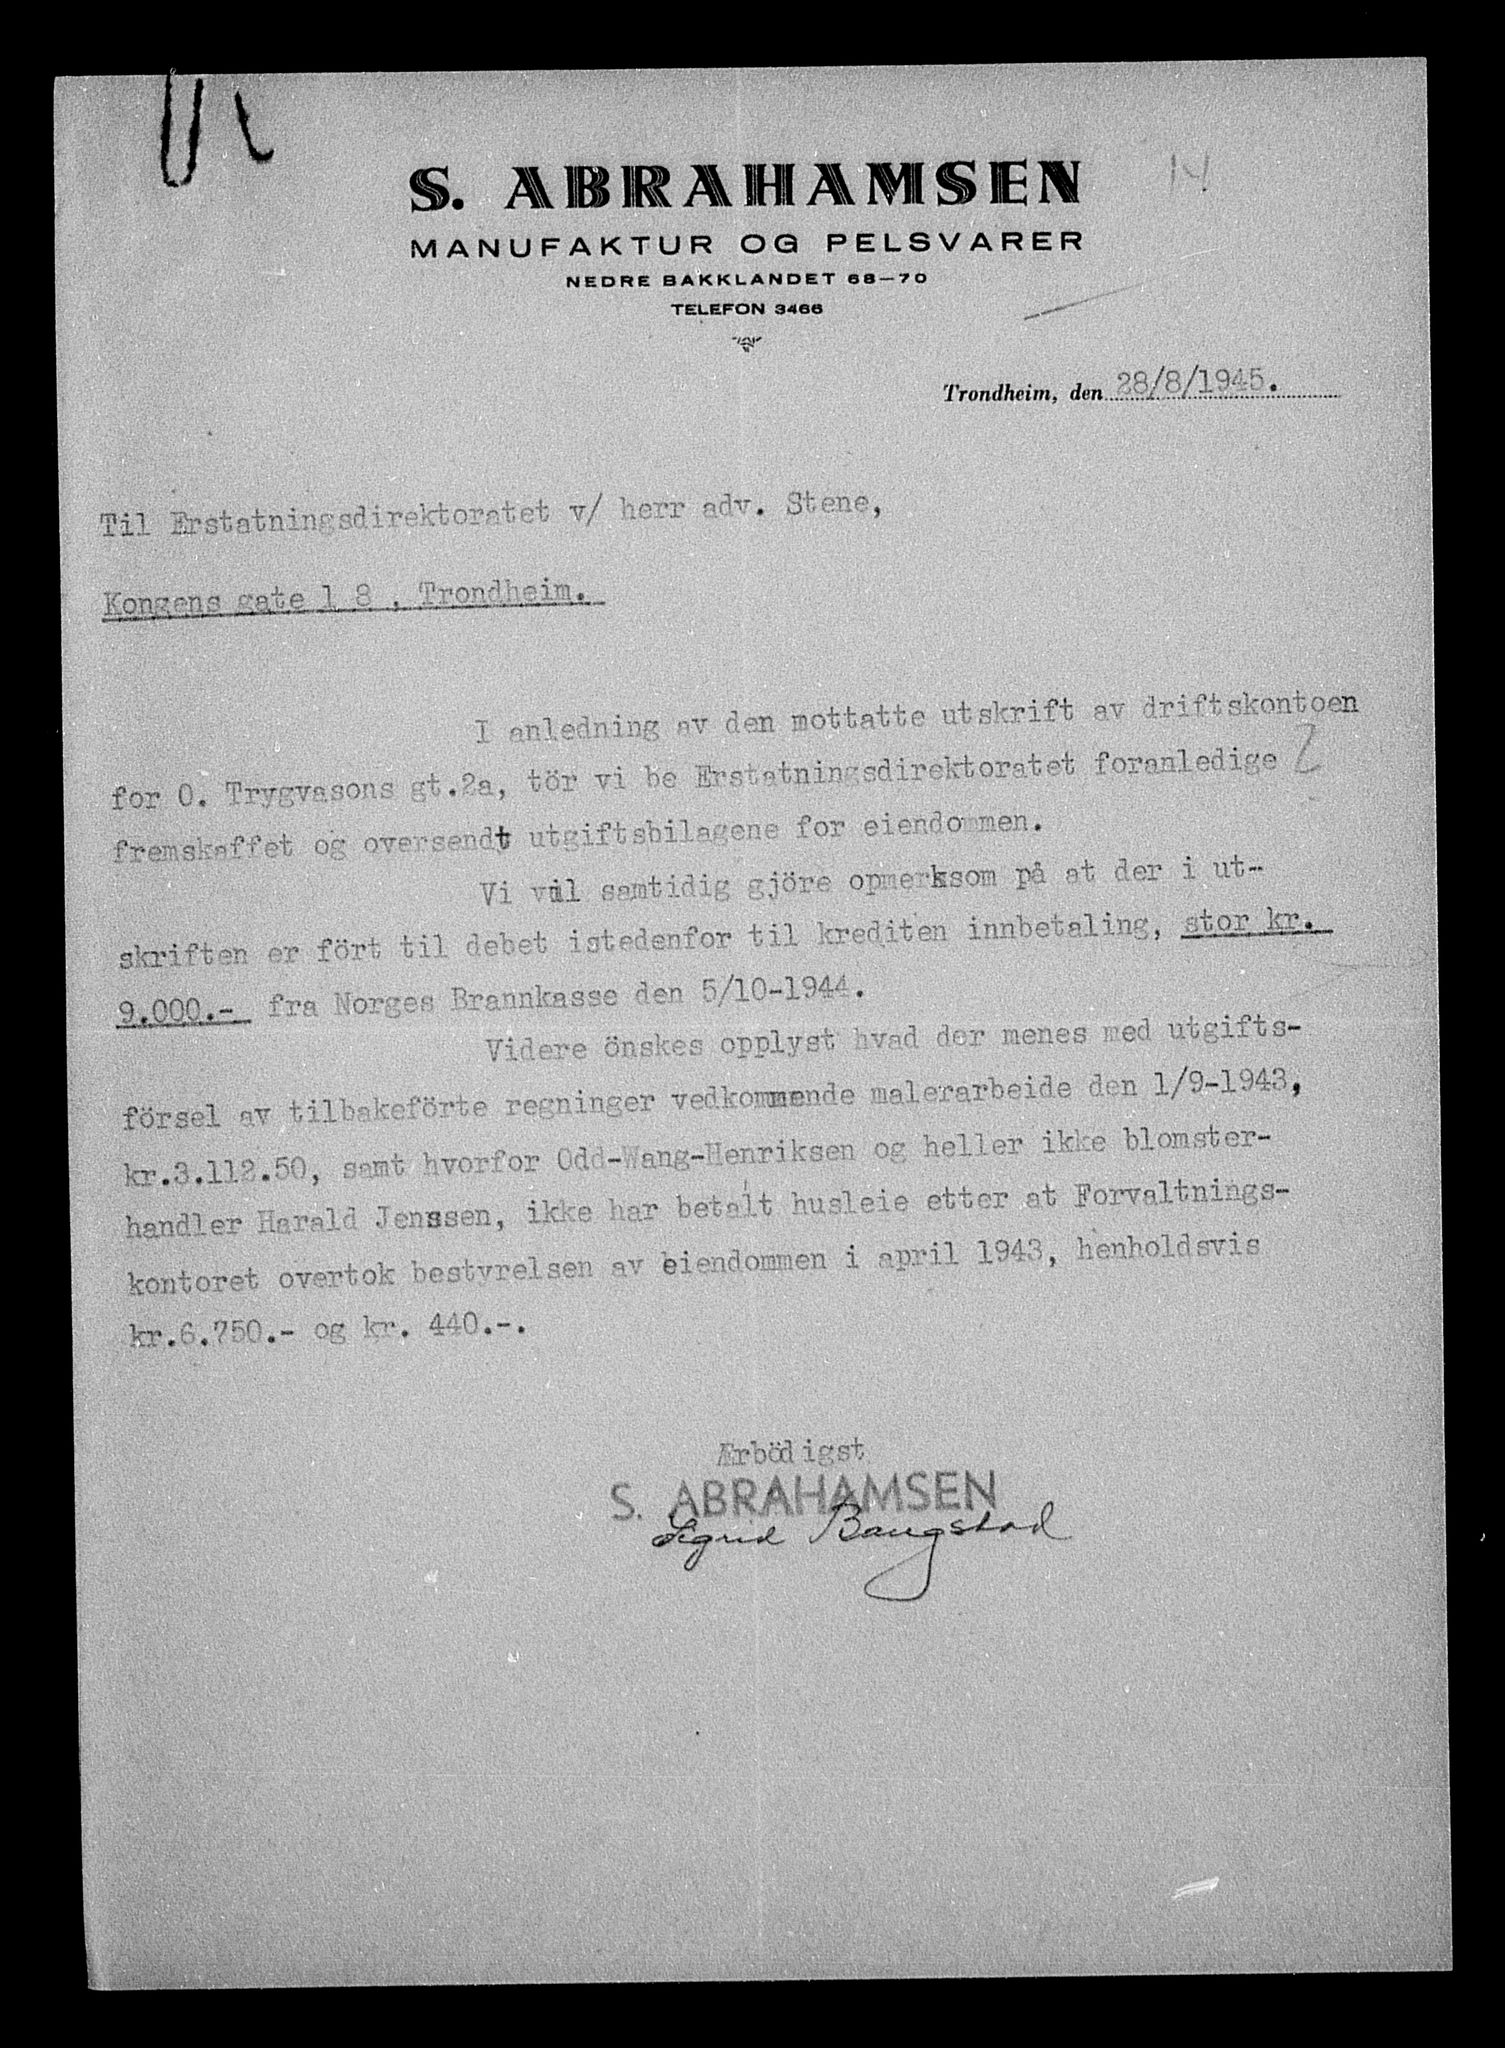 14
S. ABRAHAMSEN
MANUFAKTUR OG PELSVARER
NEDRE BAKKLANDET 68—70
TELEFON 3466
Trondheim, den 28/8/1945.
Til Erstatningsdirektoratet v/ herr adv. Stene,
Kongens gate 1 8 , Trondheim.
I anledning av den mottatte utskrift av driftskontoen
for O. Trygvasons gt.2a, tör vi be Erstatningsdirektoratet foranledige
fremskaffet og oversendt utgiftsbilagene for eiendommen.
Vi vil samtidig gjöre opmerksom på at der i ut-
skriften er fört til debet istedenfor til krediten innbetaling, stor kr.
9.000.- fra Norges Brannkasse den 5/10-1944.
Videre önskes opplyst hvad der menes med utgifts-
försel av tilbakeförte regninger vedkommende malerarbeide den 1/9-1943,
kr.3.112.50, samt hvorfor Odd-Wang-Henriksen og heller ikke blomster-
handler Harald Jenssen, ikke har betalt husleie etter at Forvaltnings-
kontoret overtok bestyrelsen av eiendommen i april 1943, henholdsvis
kr.6.750.- og kr. 440.-.
Ærbödigst
S. ABRAHAMSEN
Sigrid Baugstad